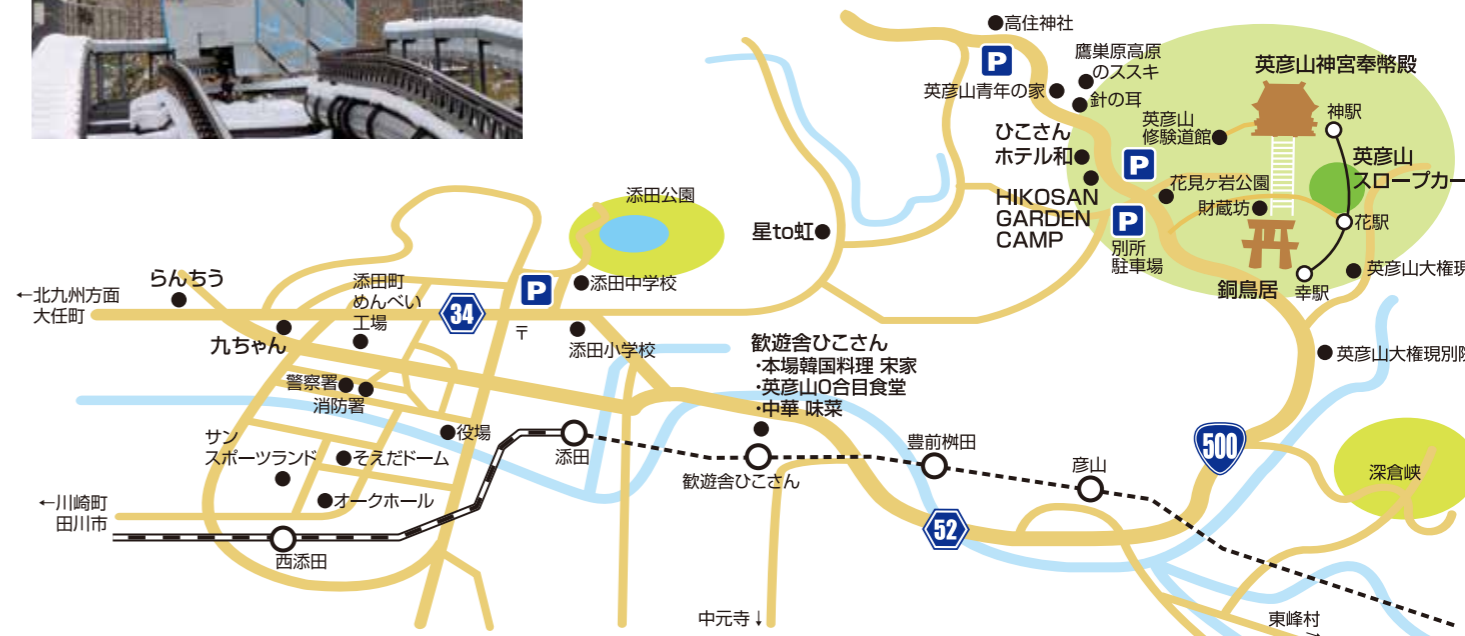 高住神社
P
鷹巣原高原
のススキ
英彦山青年の家
針の耳
英彦山神宮奉幣殿
神駅
英彦山
修験道館
ひこさん
ホテル和
P
英彦山
スロープカー
花見ヶ岩公園
HIKOSAN
GARDEN
CAMP
財蔵坊
P
花駅
別所
駐車場
英彦山大権現
銅鳥居
幸駅
星to虹
添田公園
らんちう
添田町
めんべい
工場
P
添田中学校
←北九州方面
大任町
34
〒
九ちゃん
添田小学校
歓遊舎ひこさん
・本場韓国料理 宋家
・英彦山0合目食堂
・中華 味菜
英彦山大権現別院
警察署
消防署
役場
サン
スポーツランド
そえだドーム
添田
歓遊舎ひこさん
豊前桝田
彦山
500
深倉峡
オークホール
←川崎町
田川市
西添田
52
中元寺↓
東峰村